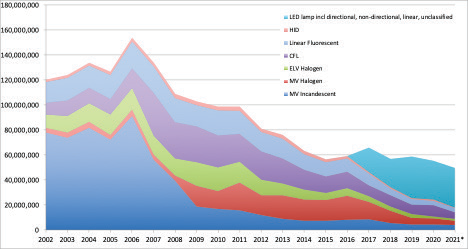 180,000,000
160,000,000
140,000,000
120,000,000
100,000,000
80,000,000
60,000,000
40,000,000
20,000,000
0
LED lamp incl directional, non-directional, linear, unclassified
HID
Linear Fluorescent
CFL
ELV Halogen
MV Halogen
MV Incandescent
2002 2003 2004 2005 2006 2007 2008 2009 2010 2011 2012 2013 2014 2015 2016 2017 2018 2019 2020 2021**